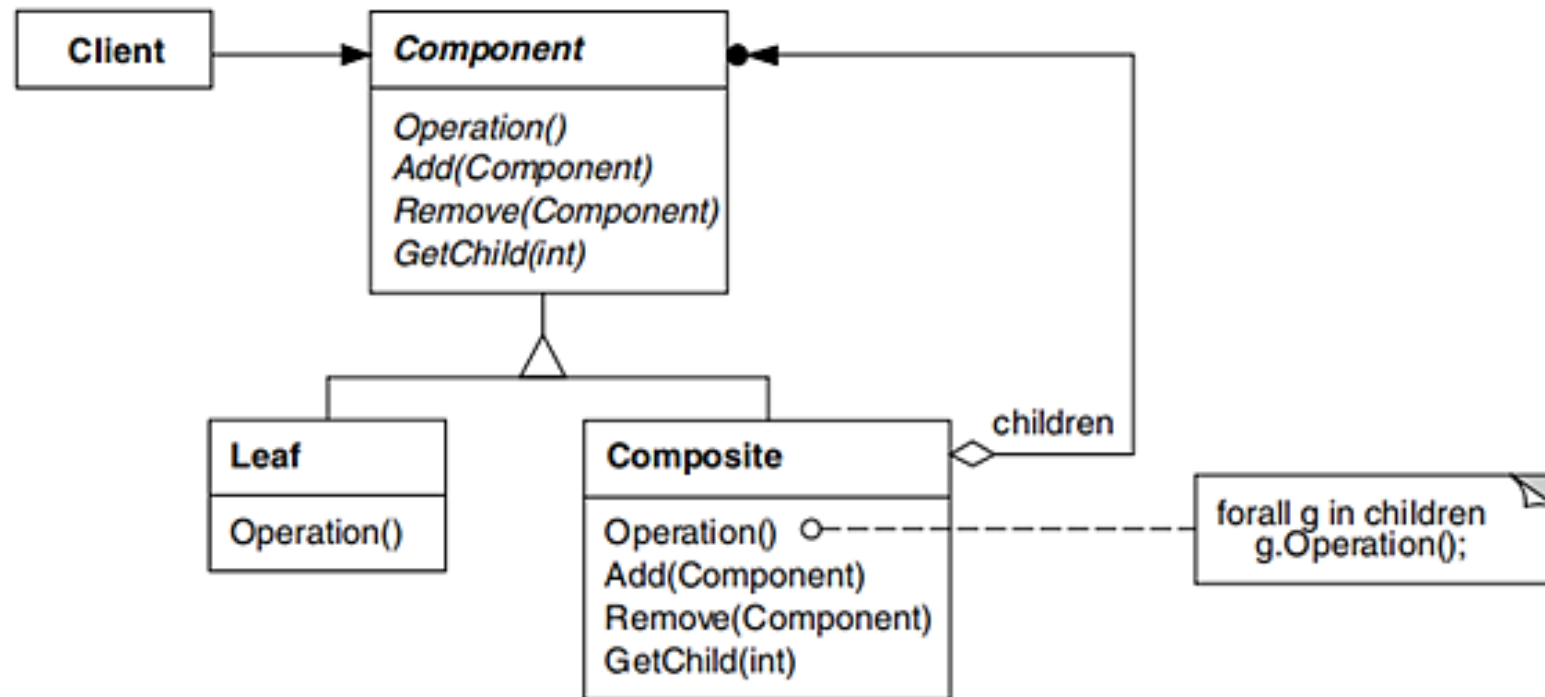 Client
Component
Operation()
Add(Component)
Remove(Component)
GetChild(int)
Leaf
Operation()
Composite
Operation()
Add(Component)
Remove(Component)
GetChild(int)
children
forall g in children
g.Operation();